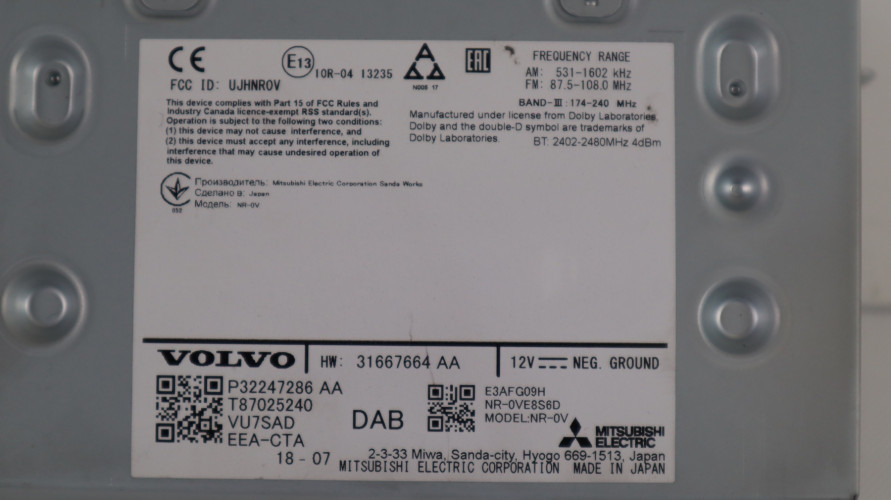 CE
E13
10R-04 13235
N008 17
EAC
FCC ID: UJHNROV
FREQUENCY RANGE
AM: 531-1602 kHz
FM: 87.5-108.0 MHz
BAND-III:174-240 MHz
This device complies with Part 15 of FCC Rules and
Industry Canada licence-exempt RSS standard(s).
Operation is subject to the following two conditions:
(1) this device may not cause interference, and
(2) this device must accept any interference, including
interference that may cause undesired operation of
this device.
Manufactured under license from Dolby Laboratories.
Dolby and the double-D symbol are trademarks of
Dolby Laboratories.
BT: 2402-2480MHz 4dBm
Производитель: Mitsubishi Electric Corporation Sanda Works
Сделано в: Japan
Модель: NR-0V
VOLVO
HW: 31667664 AA
12V NEG. GROUND
P32247286 AA
T87025240
VU7SAD
EEA-CTA
18-07
DAB
E3AFG09H
NR-0VE8S6D
MODEL:NR-0V
MITSUBISHI
ELECTRIC
2-3-33 Miwa, Sanda-city, Hyogo 669-1513, Japan
MITSUBISHI ELECTRIC CORPORATION MADE IN JAPAN